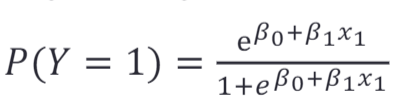 P(Y = 1) = e^{β₀+β₁x₁} / 1+e^{β₀+β₁x₁}